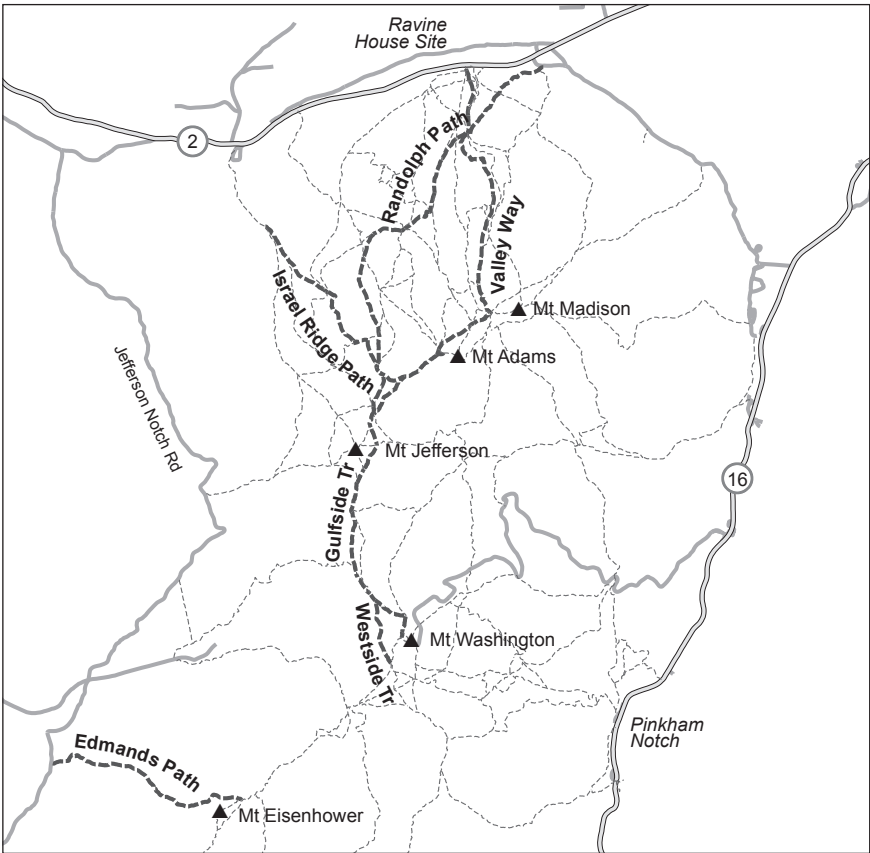 Ravine
House Site
2
Randolph Path
Valley Way
Israel Ridge Path
Mt Madison
Mt Adams
Jefferson Notch Rd
Mt Jefferson
16
Gulfside Tr
Westside Tr
Mt Washington
Pinkham
Notch
Edmands Path
Mt Eisenhower